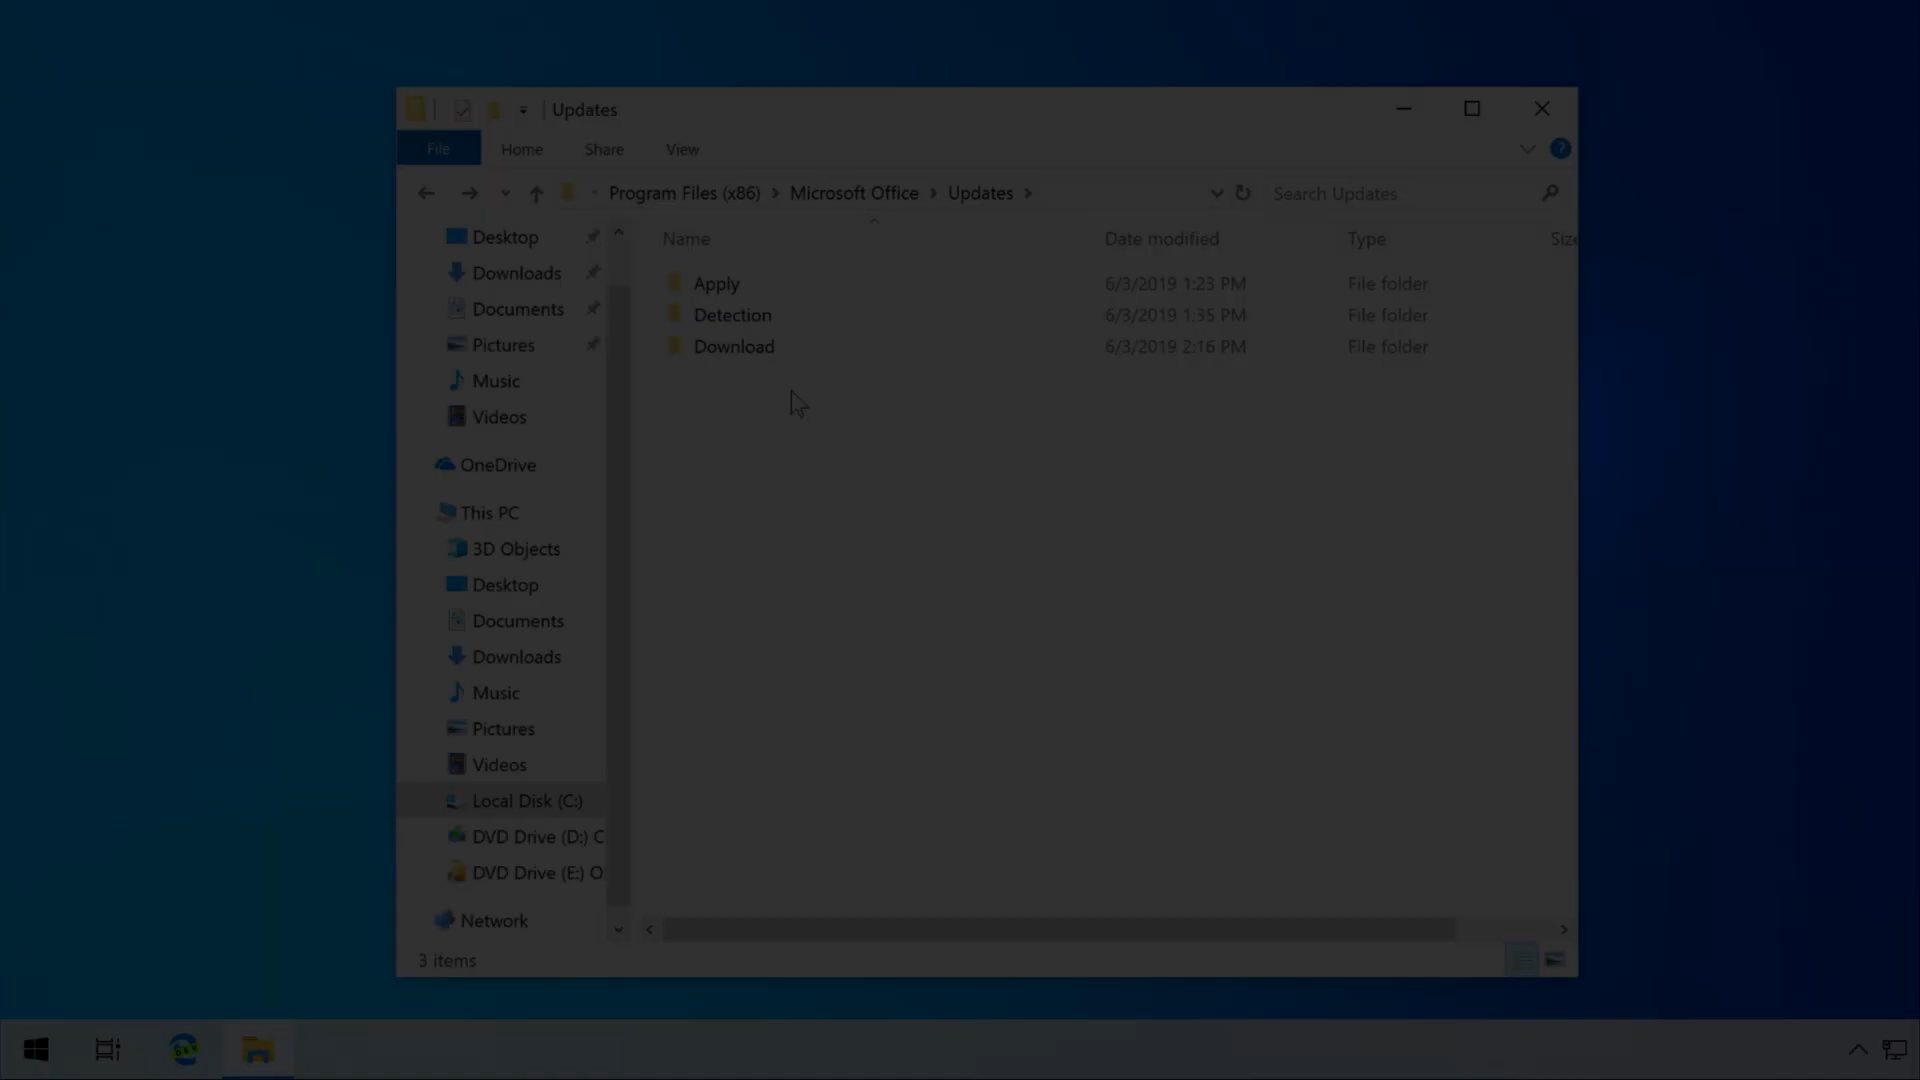 Updates
File Home Share View
Program Files (x86) Microsoft Office Updates Search Updates
Name Date modified Type Size
Apply 6/3/2019 1:23 PM File folder
Detection 6/3/2019 1:35 PM File folder
Download 6/3/2019 2:16 PM File folder
Desktop
Downloads
Documents
Pictures
Music
Videos
OneDrive
This PC
3D Objects
Desktop
Documents
Downloads
Music
Pictures
Videos
Local Disk (C:)
DVD Drive (D:) C
DVD Drive (E:) O
Network
3 items
DEV